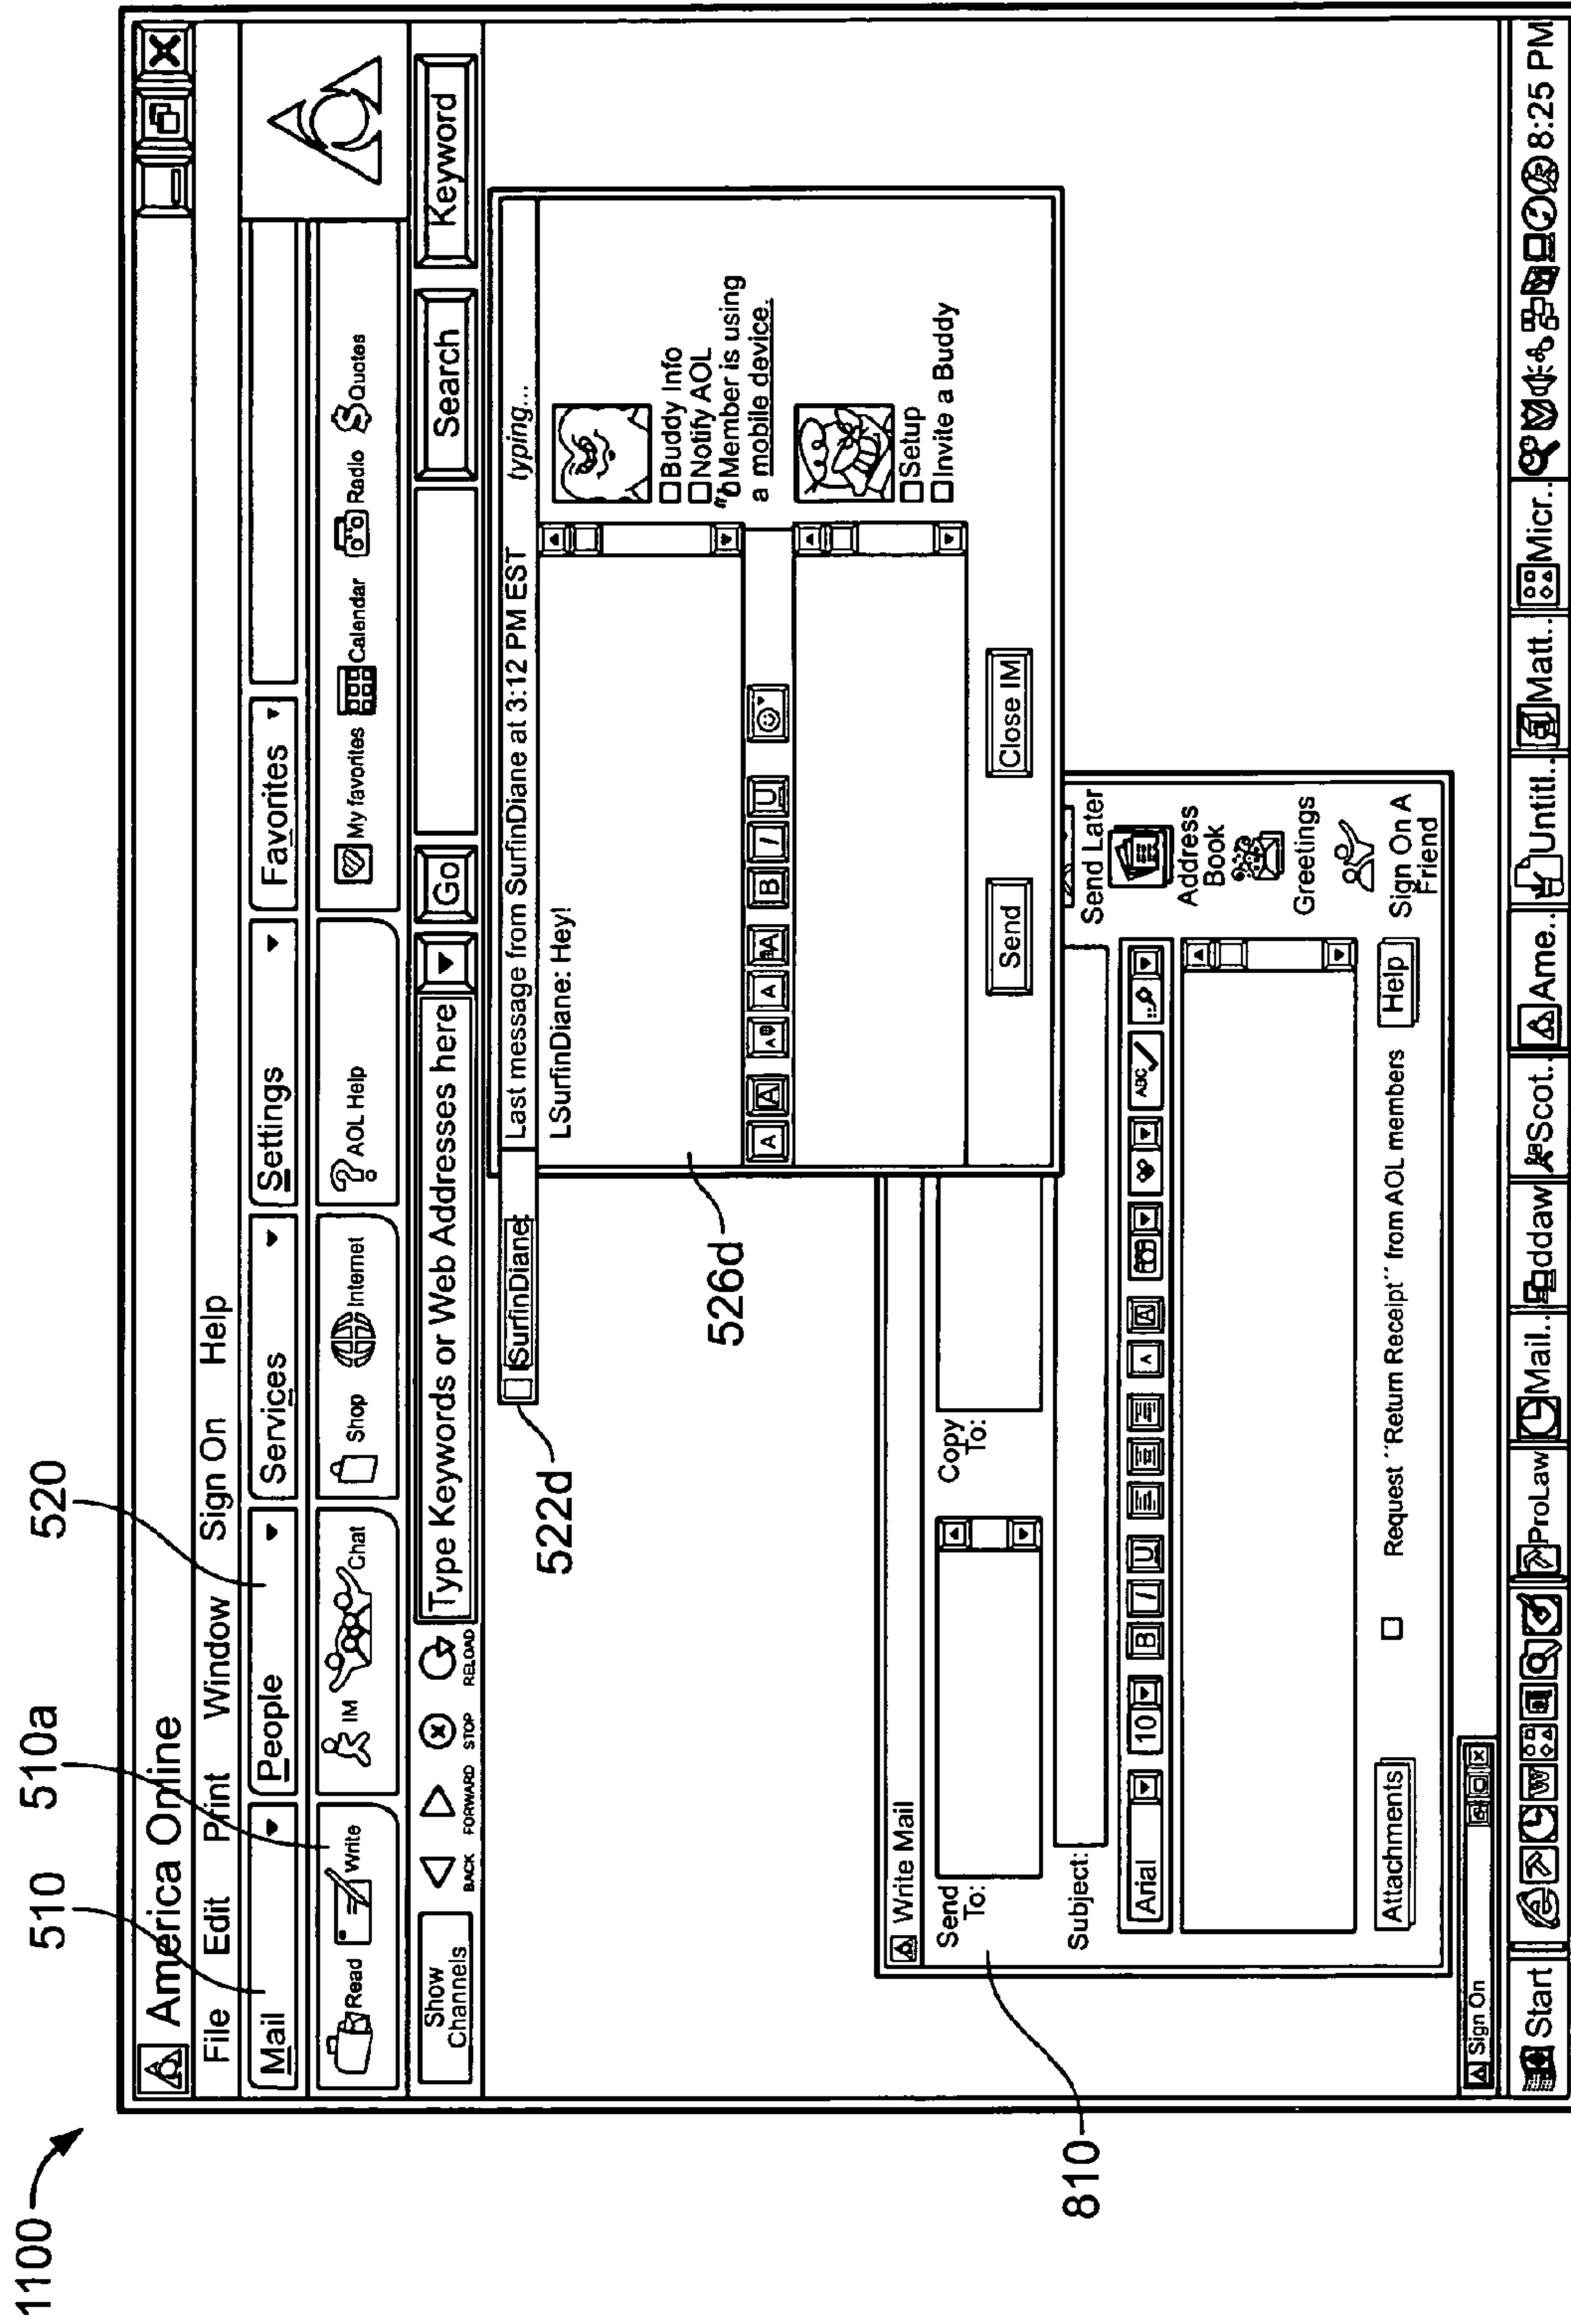 1100
510
510a
520
America Online
File Edit Print Window Sign On Help
Mail People Services Settings Favorites
Read Write IM Chat Shop Internet AOL Help My favorites Calendar Radio Quotes
Show
Channels
BACK FORWARD STOP RELOAD
Type Keywords or Web Addresses here Go Search Keyword
522d
SurfinDiane
Last message from SurfinDiane at 3:12 PM EST typing...
LSurfinDiane: Hey!
Buddy Info
Notify AOL
Member is using
a mobile device.
526d
A A A A A B I U
Setup
Invite a Buddy
Send Close IM
Write Mail
Send
To:
Copy
To:
Send Later
Subject:
Address
Book
Arial 10 B I U A A ABC
Greetings
Sign On A
Friend
810
Attachments Request ``Return Receipt´´ from AOL members Help
Sign On
Start W ProLaw Mail.. ddaw Scot.. Ame.. Untitl.. Matt.. Micr.. 8:25 PM